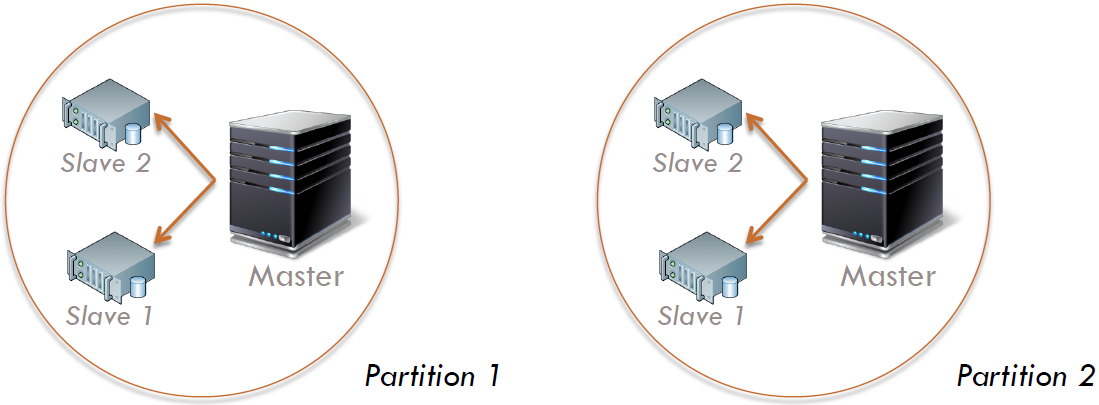 Slave 2
Slave 1
Master
Partition 1
Slave 2
Slave 1
Master
Partition 2